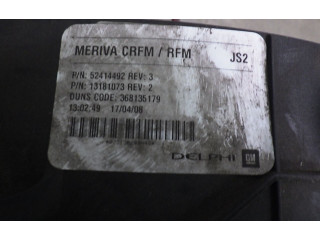 MERIVA CRFM / RFM JS2
P/N: 52414492 REV: 3
P/N: 13181073 REV: 2
DUNS CODE: 368135179
13:02:49 17/04/08
DELPHI GM